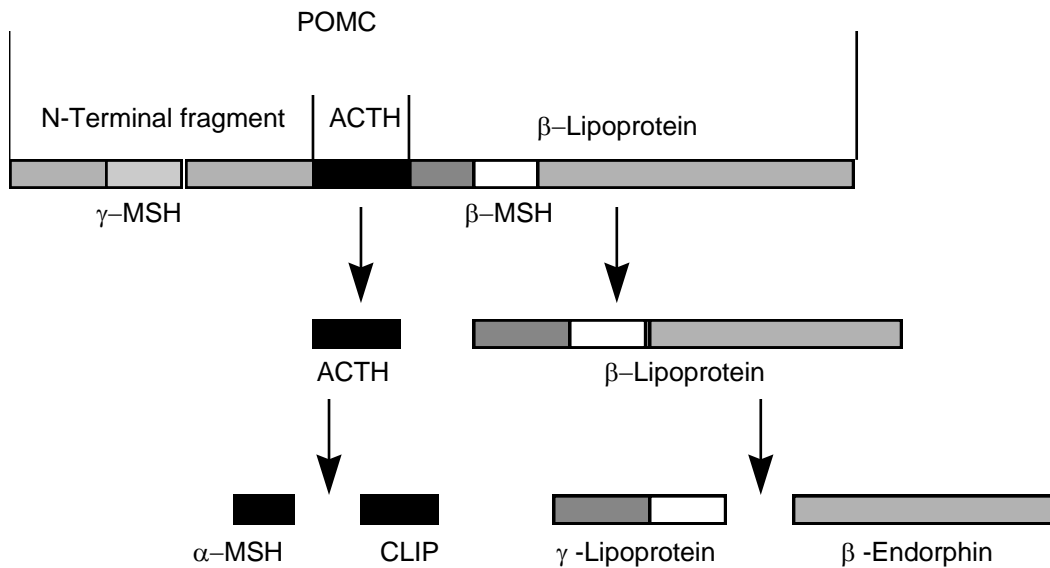 POMC
N-Terminal fragment ACTH β–Lipoprotein
γ–MSH β–MSH
ACTH β–Lipoprotein
α–MSH CLIP γ -Lipoprotein β -Endorphin